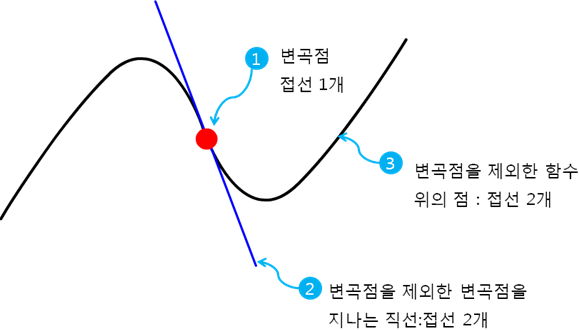 1 변곡점
접선 1개
3 변곡점을 제외한 함수
위의 점 : 접선 2개
2 변곡점을 제외한 변곡점을
지나는 직선:접선 2개